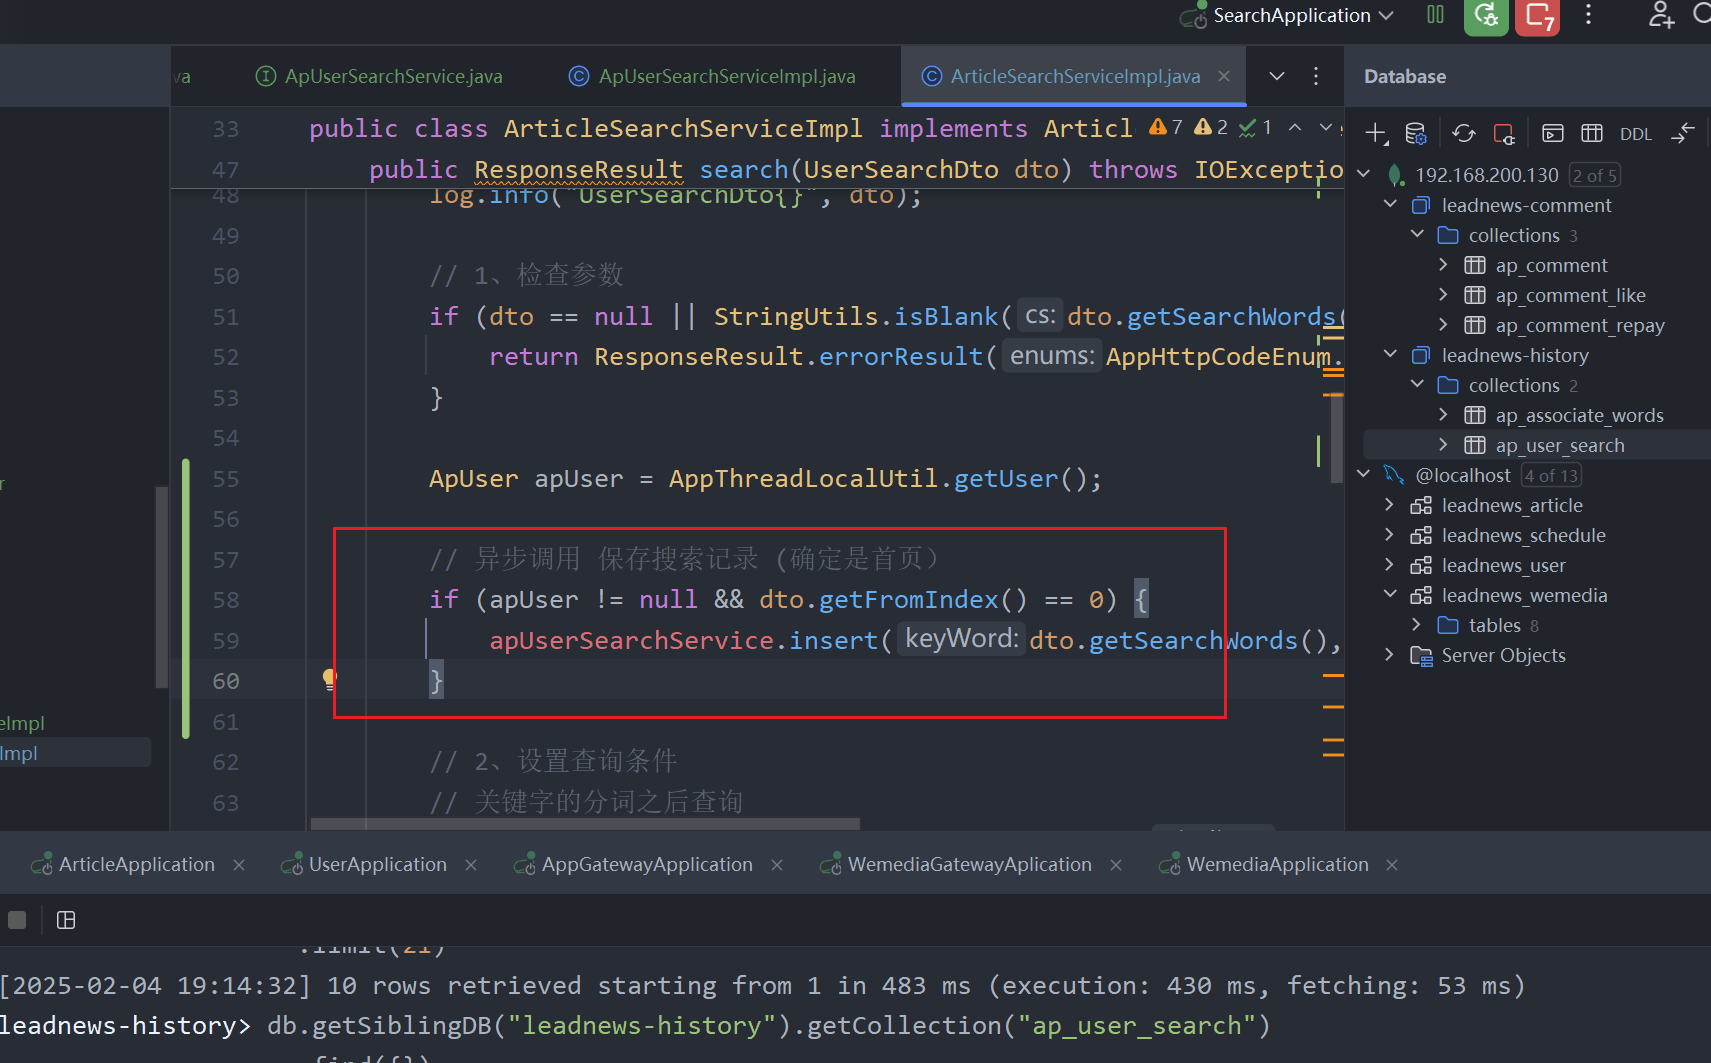 SearchApplication
7
va
ApUserSearchService.java
ApUserSearchServiceImpl.java
ArticleSearchServiceImpl.java
Database
33 public class ArticleSearchServiceImpl implements Articl
7 2 1
47 public ResponseResult search(UserSearchDto dto) throws IOExceptio
48 log.info("UserSearchDto{}", dto);
49
50 // 1、检查参数
51 if (dto == null || StringUtils.isBlank( cs: dto.getSearchWords(
52 return ResponseResult.errorResult( enums: AppHttpCodeEnum.
53 }
54
55 ApUser apUser = AppThreadLocalUtil.getUser();
56
57 // 异步调用 保存搜索记录 (确定是首页)
58 if (apUser != null && dto.getFromIndex() == 0) {
59 apUserSearchService.insert( keyWord: dto.getSearchWords(),
60 }
61
62 // 2、设置查询条件
63 // 关键字的分词之后查询
r
eImpl
Impl
DDL
192.168.200.130 2 of 5
leadnews-comment
collections 3
ap_comment
ap_comment_like
ap_comment_repay
leadnews-history
collections 2
ap_associate_words
ap_user_search
@localhost 4 of 13
leadnews_article
leadnews_schedule
leadnews_user
leadnews_wemedia
tables 8
Server Objects
ArticleApplication
UserApplication
AppGatewayApplication
WemediaGatewayAplication
WemediaApplication
.limit(21)
[2025-02-04 19:14:32] 10 rows retrieved starting from 1 in 483 ms (execution: 430 ms, fetching: 53 ms)
leadnews-history> db.getSiblingDB("leadnews-history").getCollection("ap_user_search")
.find({})